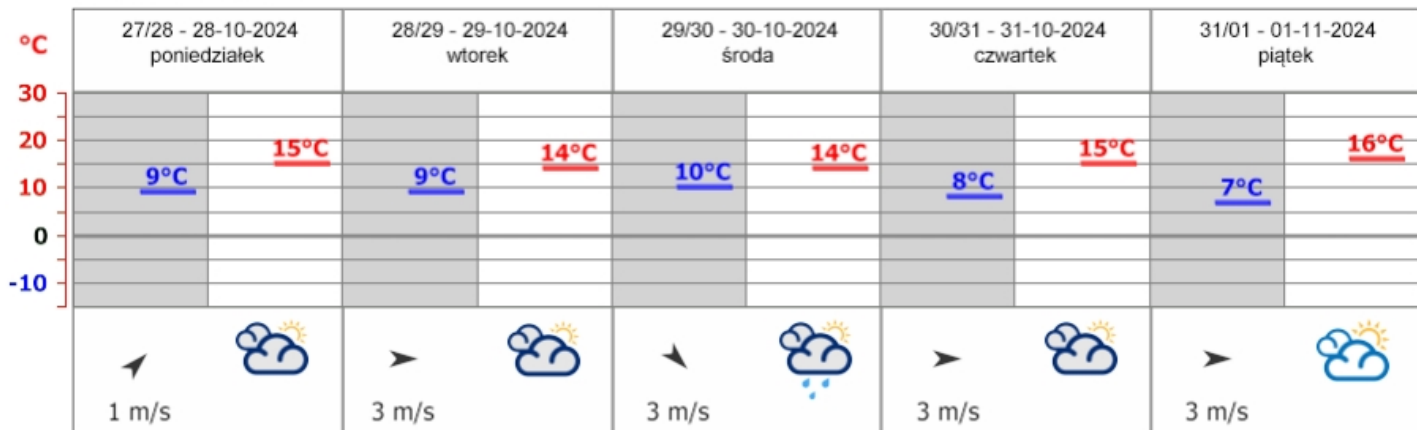 °C
27/28 - 28-10-2024
poniedziałek
28/29 - 29-10-2024
wtorek
29/30 - 30-10-2024
środa
30/31 - 31-10-2024
czwartek
31/01 - 01-11-2024
piątek
30
20
10
0
-10
9°C
15°C
9°C
14°C
10°C
14°C
8°C
15°C
7°C
16°C
1 m/s
3 m/s
3 m/s
3 m/s
3 m/s